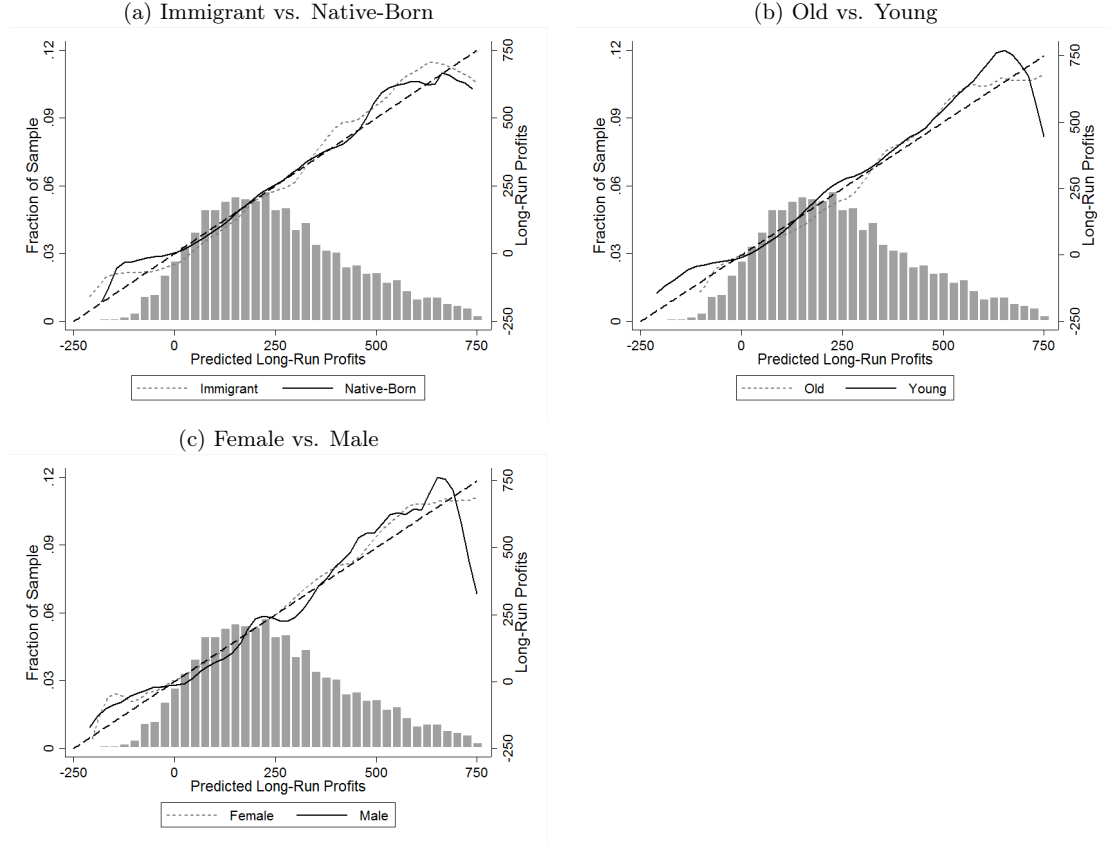 (a) Immigrant vs. Native-Born
.12
.09
.06
.03
0
Fraction of Sample
750
500
250
0
-250
Long-Run Profits
-250 0 250 500 750
Predicted Long-Run Profits
Immigrant Native-Born
(b) Old vs. Young
.12
.09
.06
.03
0
Fraction of Sample
750
500
250
0
-250
Long-Run Profits
-250 0 250 500 750
Predicted Long-Run Profits
Old Young
(c) Female vs. Male
.12
.09
.06
.03
0
Fraction of Sample
750
500
250
0
-250
Long-Run Profits
-250 0 250 500 750
Predicted Long-Run Profits
Female Male